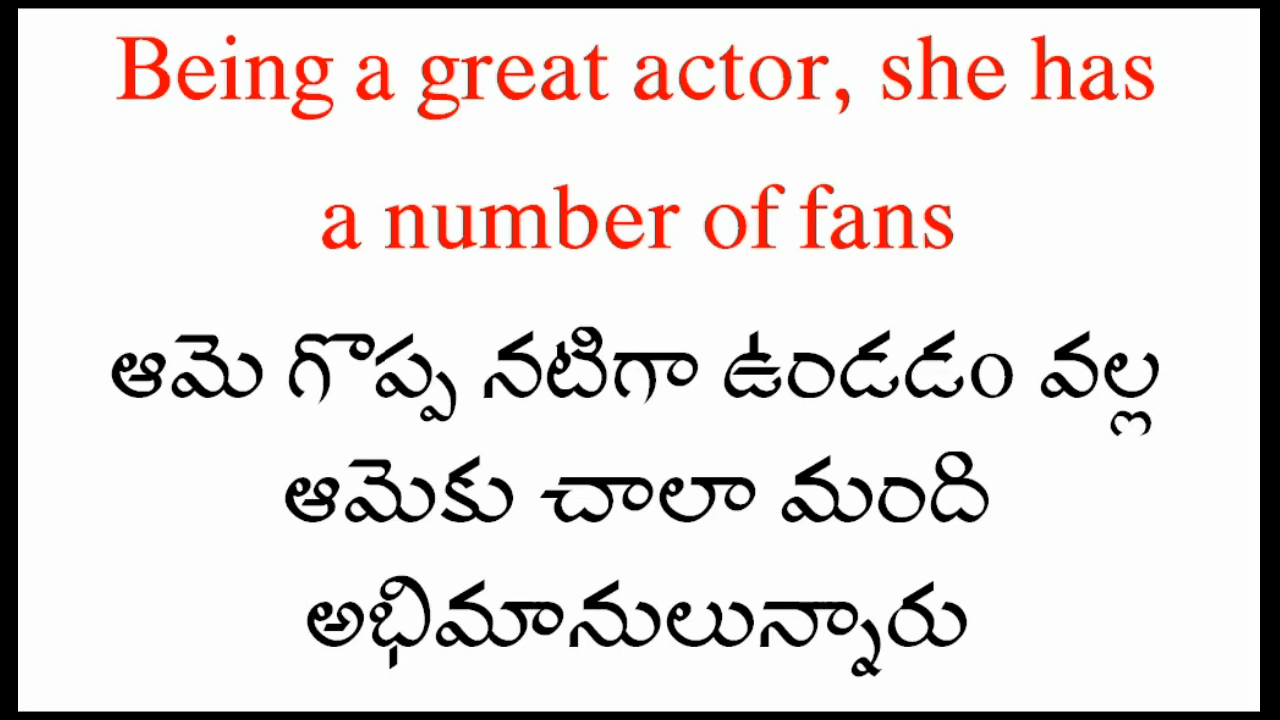 Being a great actor, she has
a number of fans
ఆమె గొప్ప నటిగా ఉండడం వల్ల
ఆమెకు చాలా మంది
అభిమానులున్నారు